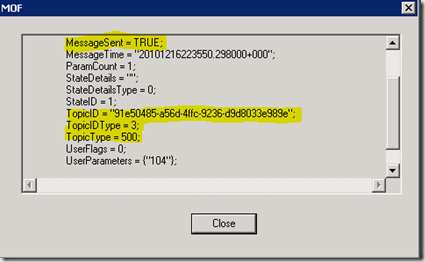 MOF
MessageSent = TRUE;
MessageTime = "20101216223550.298000+000";
ParamCount = 1;
StateDetails = "";
StateDetailsType = 0;
StateID = 1;
TopicID = "91e50485-a56d-4ffc-9236-d9d8033e989e";
TopicIDType = 3;
TopicType = 500;
UserFlags = 0;
UserParameters = {"104"};
Close